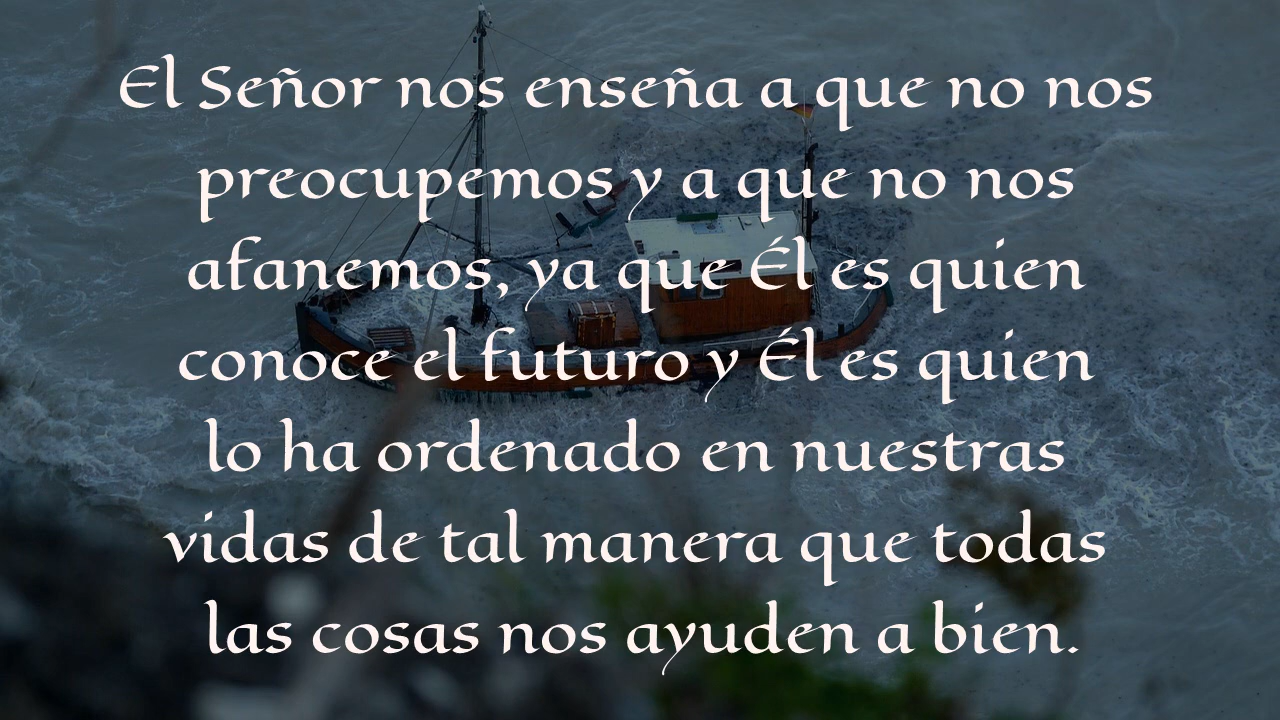 El Señor nos enseña a que no nos
preocupemos y a que no nos
afanemos, ya que Él es quien
conoce el futuro y Él es quien
lo ha ordenado en nuestras
vidas de tal manera que todas
las cosas nos ayuden a bien.